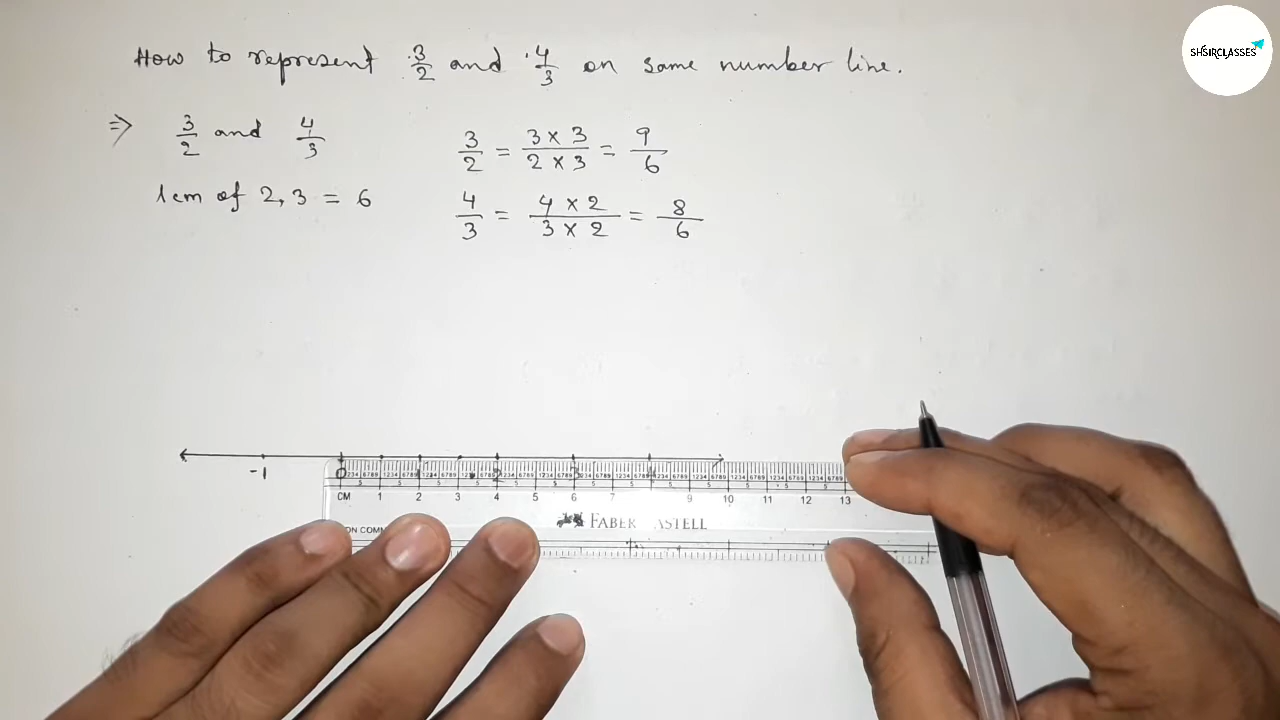 SHSIRCLASSES
How to represent 3/2 and 4/3 on same number line.
⇒ 3/2 and 4/3
lcm of 2, 3 = 6
3/2 = 3 × 3 / 2 × 3 = 9/6
4/3 = 4 × 2 / 3 × 2 = 8/6
-1 0 2 3
CM 1 2 3 4 5 6 7 9 10 11 12 13
FABER ASTELL